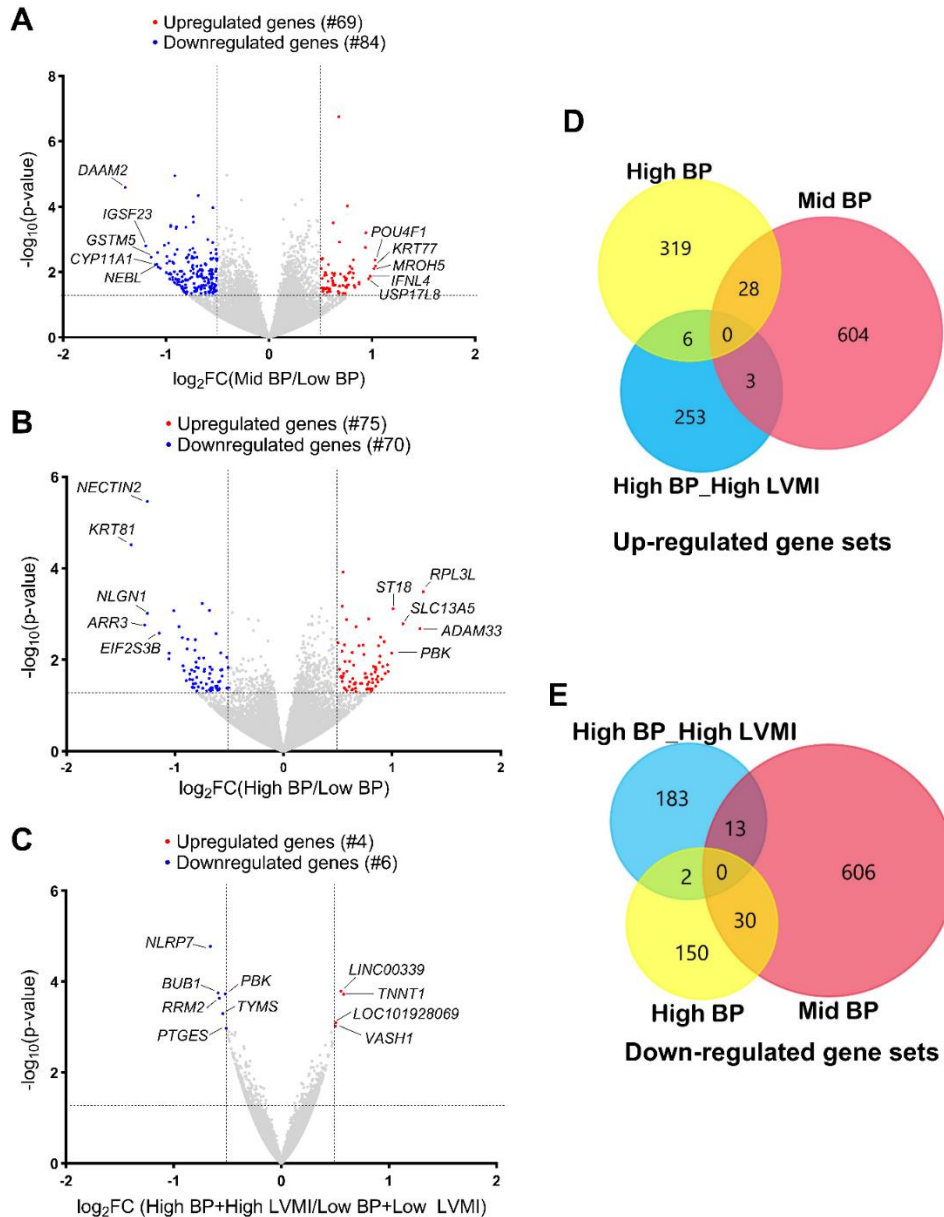 A
Upregulated genes (#69)
Downregulated genes (#84)
8
6
4
2
0
-log10(p-value)
DAAM2
IGSF23
GSTM5
CYP11A1
NEBL
POU4F1
KRT77
MROH5
IFNL4
USP17L8
-2 -1 0 1 2
log2FC(Mid BP/Low BP)
B
Upregulated genes (#75)
Downregulated genes (#70)
6
4
2
0
-log10(p-value)
NECTIN2
KRT81
NLGN1
ARR3
EIF2S3B
RPL3L
ST18
SLC13A5
ADAM33
PBK
-2 -1 0 1 2
log2FC(High BP/Low BP)
C
Upregulated genes (#4)
Downregulated genes (#6)
6
4
2
0
-log10(p-value)
NLRP7
BUB1
PBK
RRM2
TYMS
PTGES
LINC00339
TNNT1
LOC101928069
VASH1
-2 -1 0 1 2
log2FC (High BP+High LVMI/Low BP+Low LVMI)
D
High BP
Mid BP
319
28
604
6
0
3
253
High BP_High LVMI
Up-regulated gene sets
E
High BP_High LVMI
183
13
606
2
0
30
150
High BP
Mid BP
Down-regulated gene sets